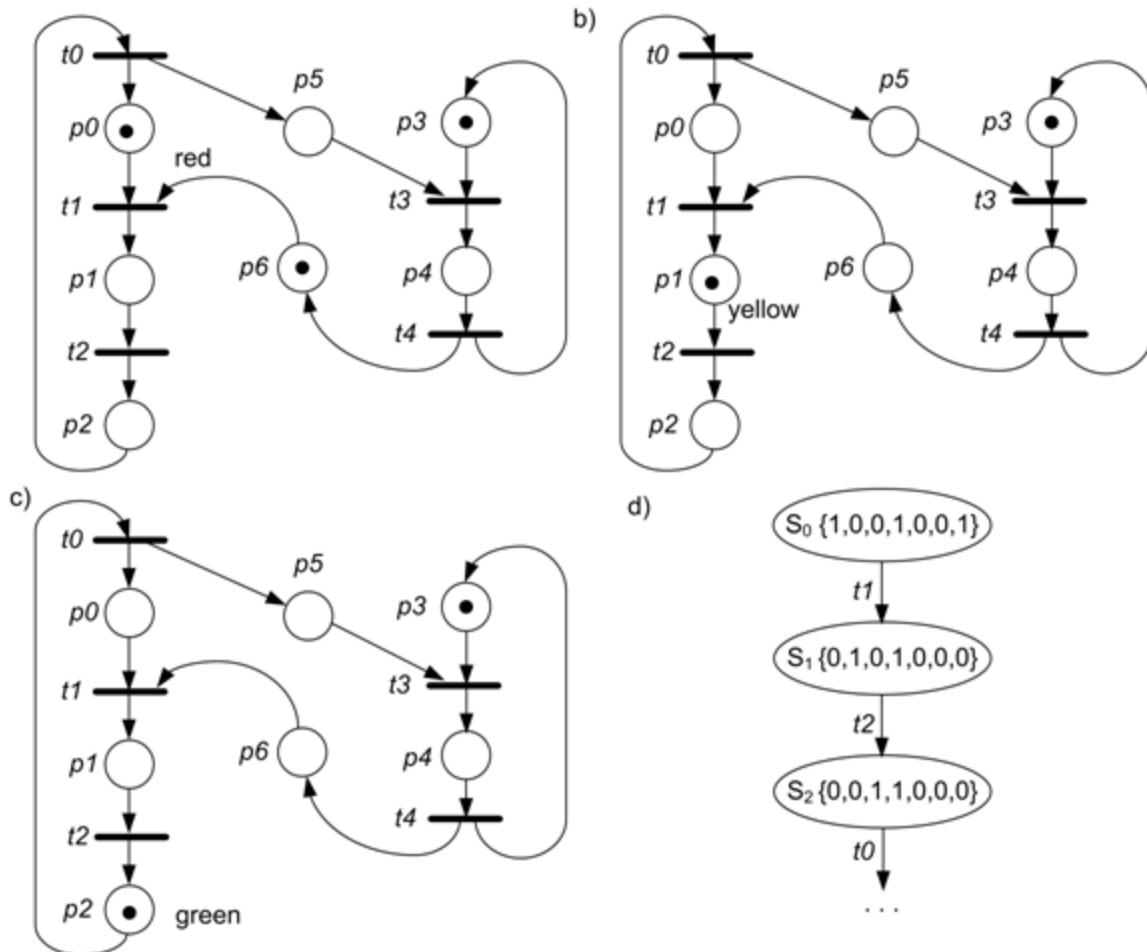 b)
t0
p5
p0
p3
red
t1
t3
p6
p1
p4
t4
t2
p2
t0
p5
p0
p3
t1
t3
p6
p1
p4
yellow
t4
t2
p2
c)
t0
p5
p0
p3
t1
t3
p6
p1
p4
t4
t2
p2
green
d)
S₀ {1,0,0,1,0,0,1}
t1
S₁ {0,1,0,1,0,0,0}
t2
S₂ {0,0,1,1,0,0,0}
t0
. . .